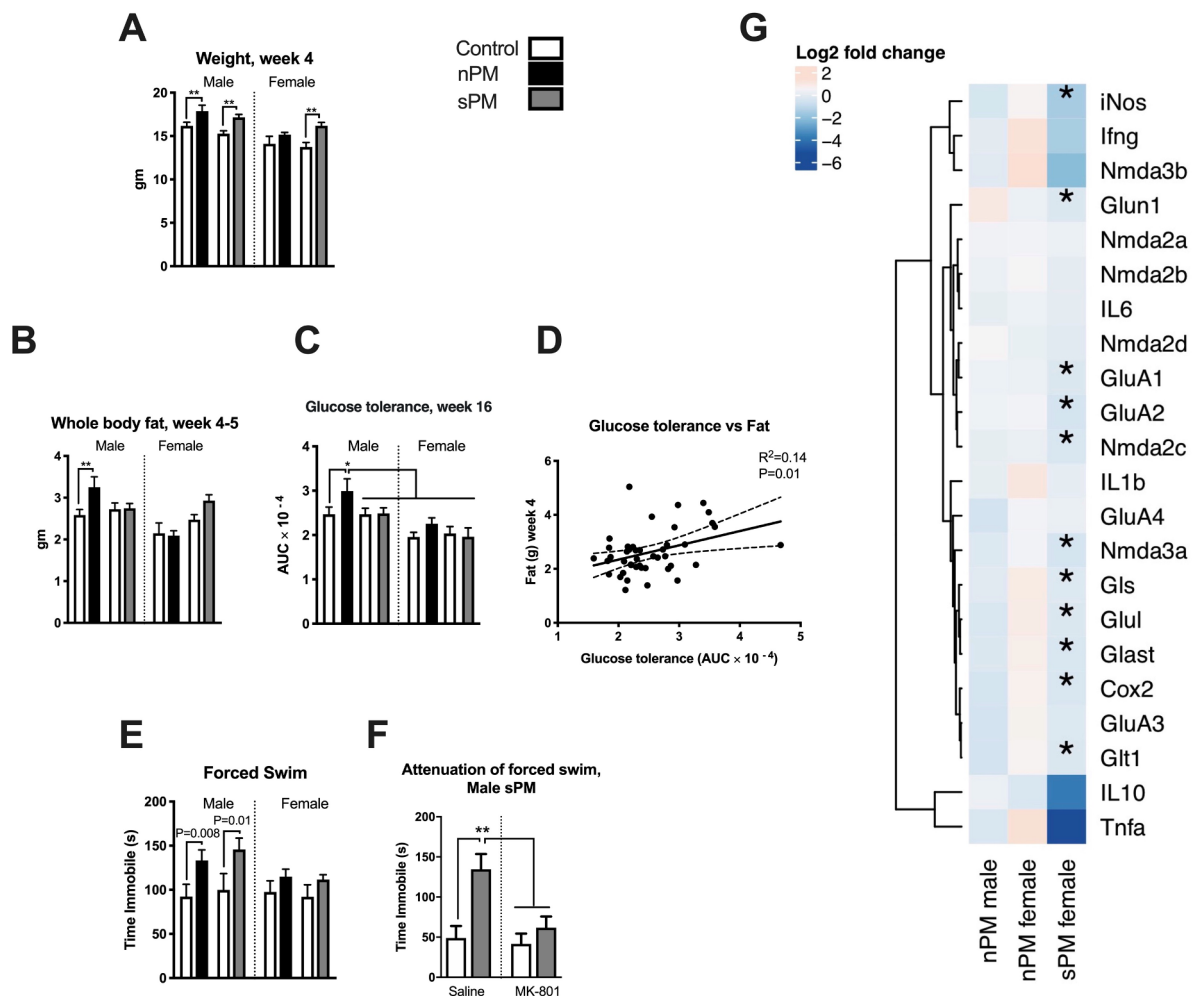 A
Weight, week 4
Male Female
** ** **
20
15
10
5
0
gm
Control
nPM
sPM
B
Whole body fat, week 4-5
Male Female
**
4
3
2
1
0
gm
C
Glucose tolerance, week 16
Male Female
*
4
3
2
1
0
AUC × 10 -4
D
Glucose tolerance vs Fat
R2=0.14
P=0.01
6
4
2
0
Fat (g) week 4
1 2 3 4 5
Glucose tolerance (AUC × 10 -4)
E
Forced Swim
Male Female
P=0.008 P=0.01
200
150
100
50
0
Time Immobile (s)
F
Attenuation of forced swim,
Male sPM
**
200
150
100
50
0
Time Immobile (s)
Saline MK-801
G
Log2 fold change
2
0
−2
−4
−6
* iNos
Ifng
Nmda3b
* Glun1
Nmda2a
Nmda2b
IL6
Nmda2d
* GluA1
* GluA2
* Nmda2c
IL1b
GluA4
* Nmda3a
* Gls
* Glul
* Glast
* Cox2
GluA3
* Glt1
IL10
Tnfa
nPM male
nPM female
sPM female